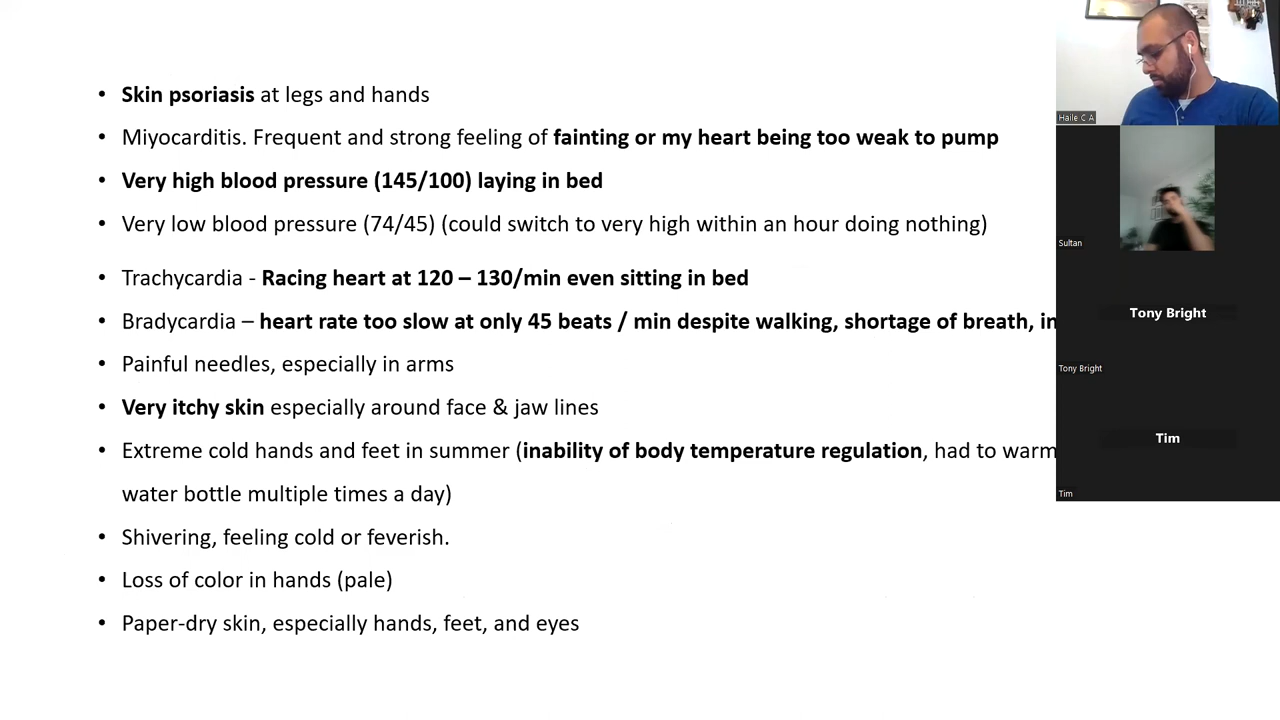 • Skin psoriasis at legs and hands
• Miyocarditis. Frequent and strong feeling of fainting or my heart being too weak to pump
• Very high blood pressure (145/100) laying in bed
• Very low blood pressure (74/45) (could switch to very high within an hour doing nothing)
• Trachycardia - Racing heart at 120 – 130/min even sitting in bed
• Bradycardia – heart rate too slow at only 45 beats / min despite walking, shortage of breath, in
• Painful needles, especially in arms
• Very itchy skin especially around face & jaw lines
• Extreme cold hands and feet in summer (inability of body temperature regulation, had to warm
water bottle multiple times a day)
• Shivering, feeling cold or feverish.
• Loss of color in hands (pale)
• Paper-dry skin, especially hands, feet, and eyes
Haile C A
Sultan
Tony Bright
Tony Bright
Tim
Tim